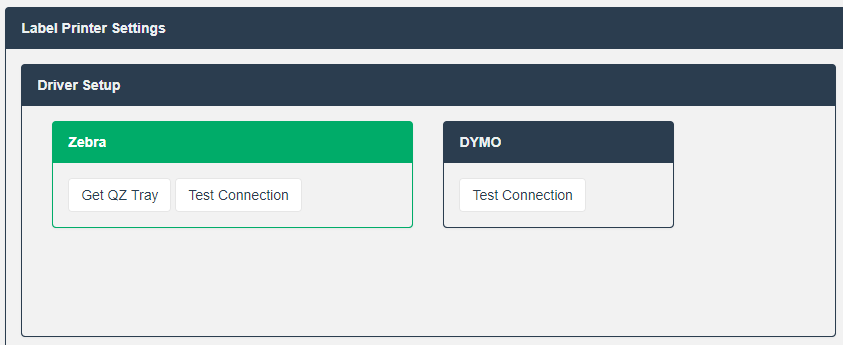 Label Printer Settings
Driver Setup
Zebra
Get QZ Tray Test Connection
DYMO
Test Connection